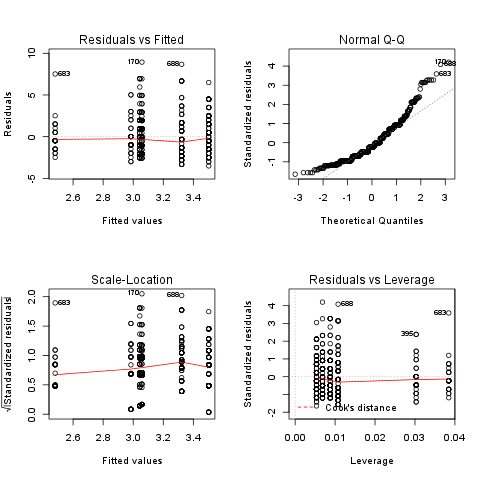 Residuals vs Fitted
Residuals
10
5
0
-5
683
170
688
2.6 2.8 3.0 3.2 3.4
Fitted values
Normal Q-Q
Standardized residuals
4
3
2
1
0
-1
170
688
683
-3 -2 -1 0 1 2 3
Theoretical Quantiles
Scale-Location
√|Standardized residuals|
2.0
1.5
1.0
0.5
0.0
683
170
688
2.6 2.8 3.0 3.2 3.4
Fitted values
Residuals vs Leverage
Standardized residuals
4
2
0
-2
688
683
395
Cook's distance
0.00 0.01 0.02 0.03 0.04
Leverage